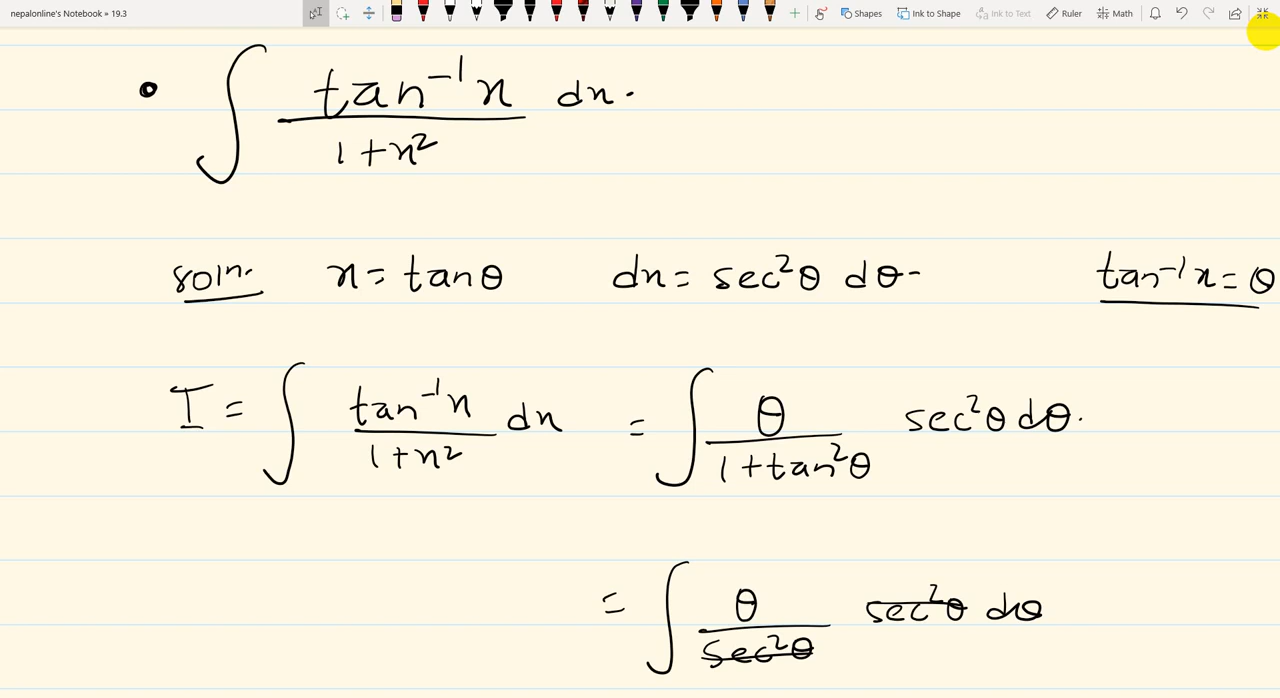 nepalonline's Notebook » 19.3 Shapes Ink to Shape Ink to Text Ruler Math
∫ tan⁻¹x / 1+x² dx.
soln. x = tanθ dx = sec²θ dθ tan⁻¹x = θ
I = ∫ tan⁻¹x / 1+x² dx = ∫ θ / 1+tan²θ sec²θ dθ.
= ∫ θ / sec²θ sec²θ dθ